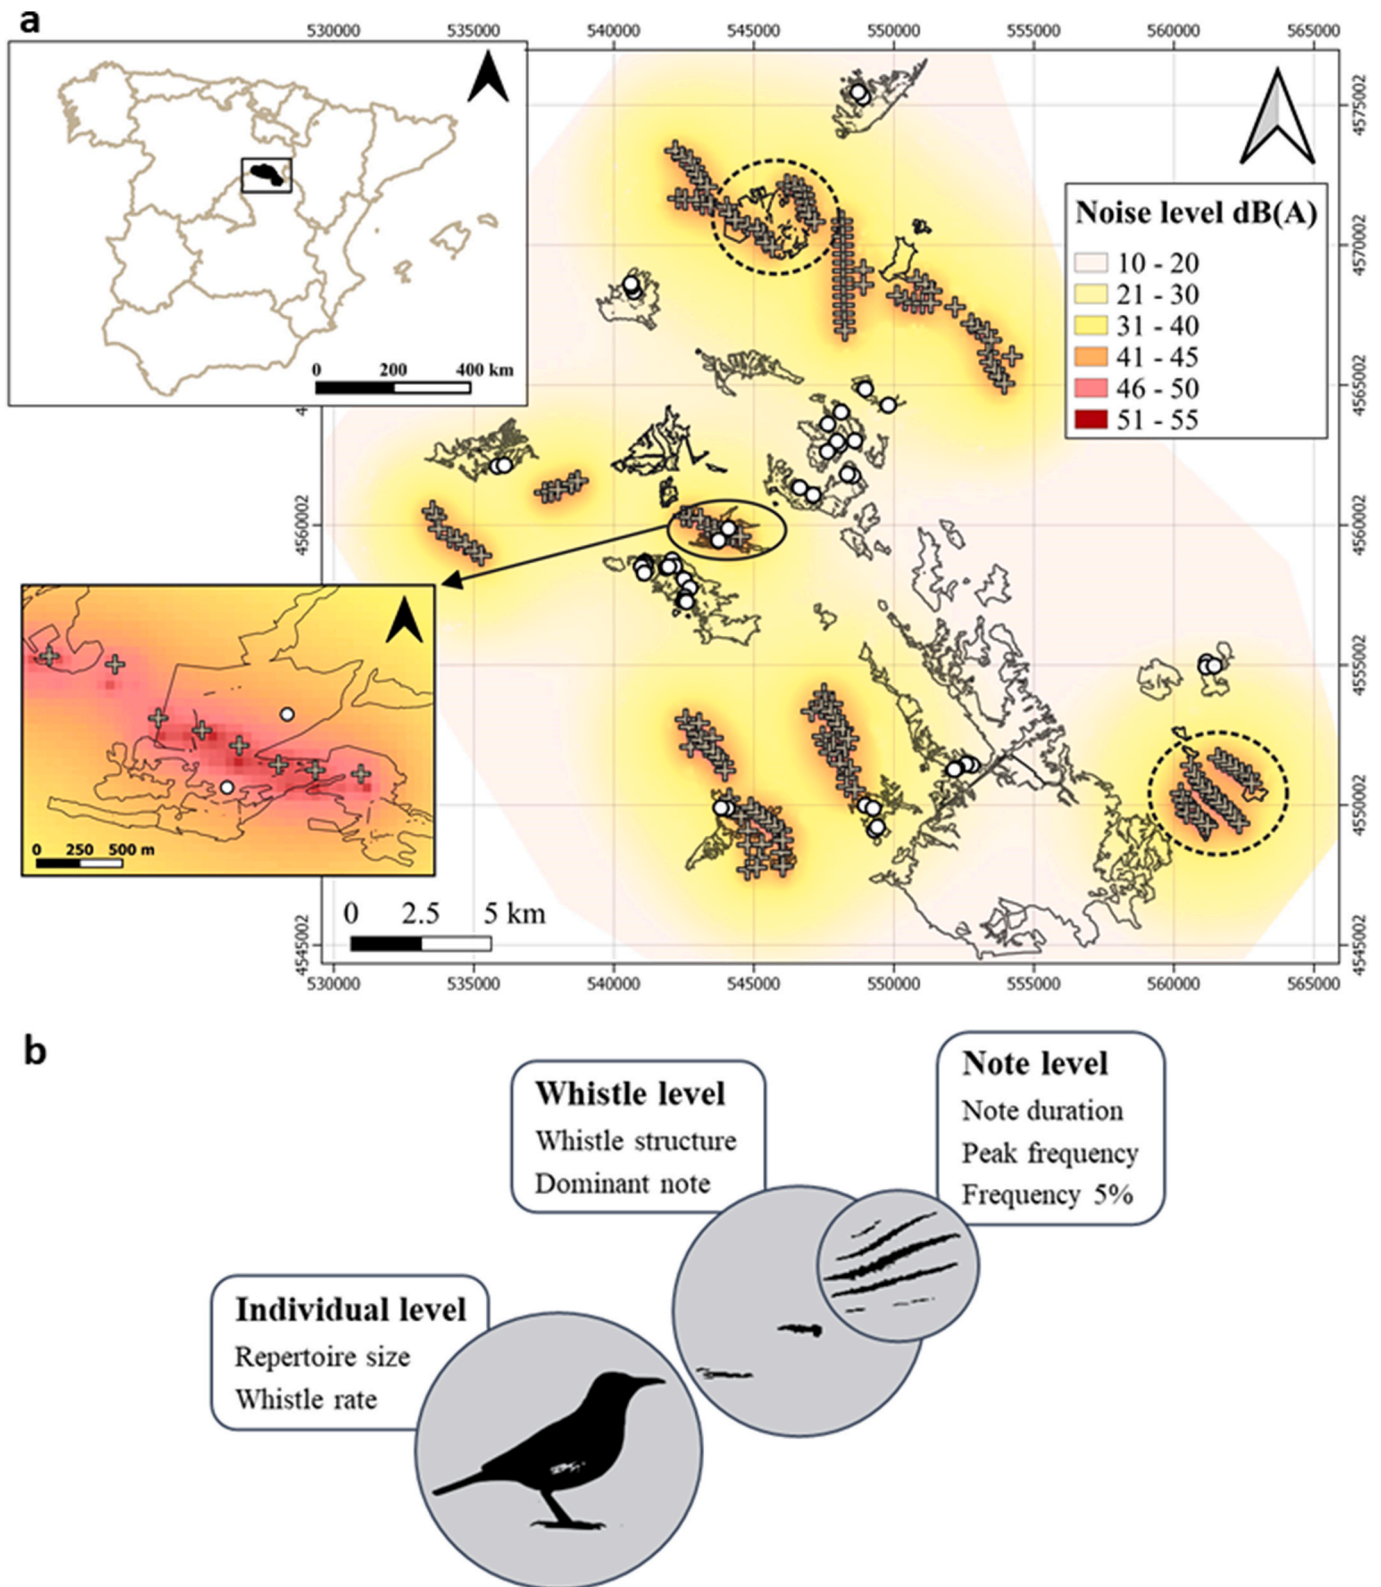 a
530000 535000 540000 545000 550000 555000 560000 565000
0 200 400 km
Noise level dB(A)
10 - 20
21 - 30
31 - 40
41 - 45
46 - 50
51 - 55
4575002
4570002
4565002
4560002
4555002
4550002
4545002
4
4560002
4545002
0 250 500 m
0 2.5 5 km
530000 535000 540000 545000 550000 555000 560000 565000
b
Individual level
Repertoire size
Whistle rate
Whistle level
Whistle structure
Dominant note
Note level
Note duration
Peak frequency
Frequency 5%